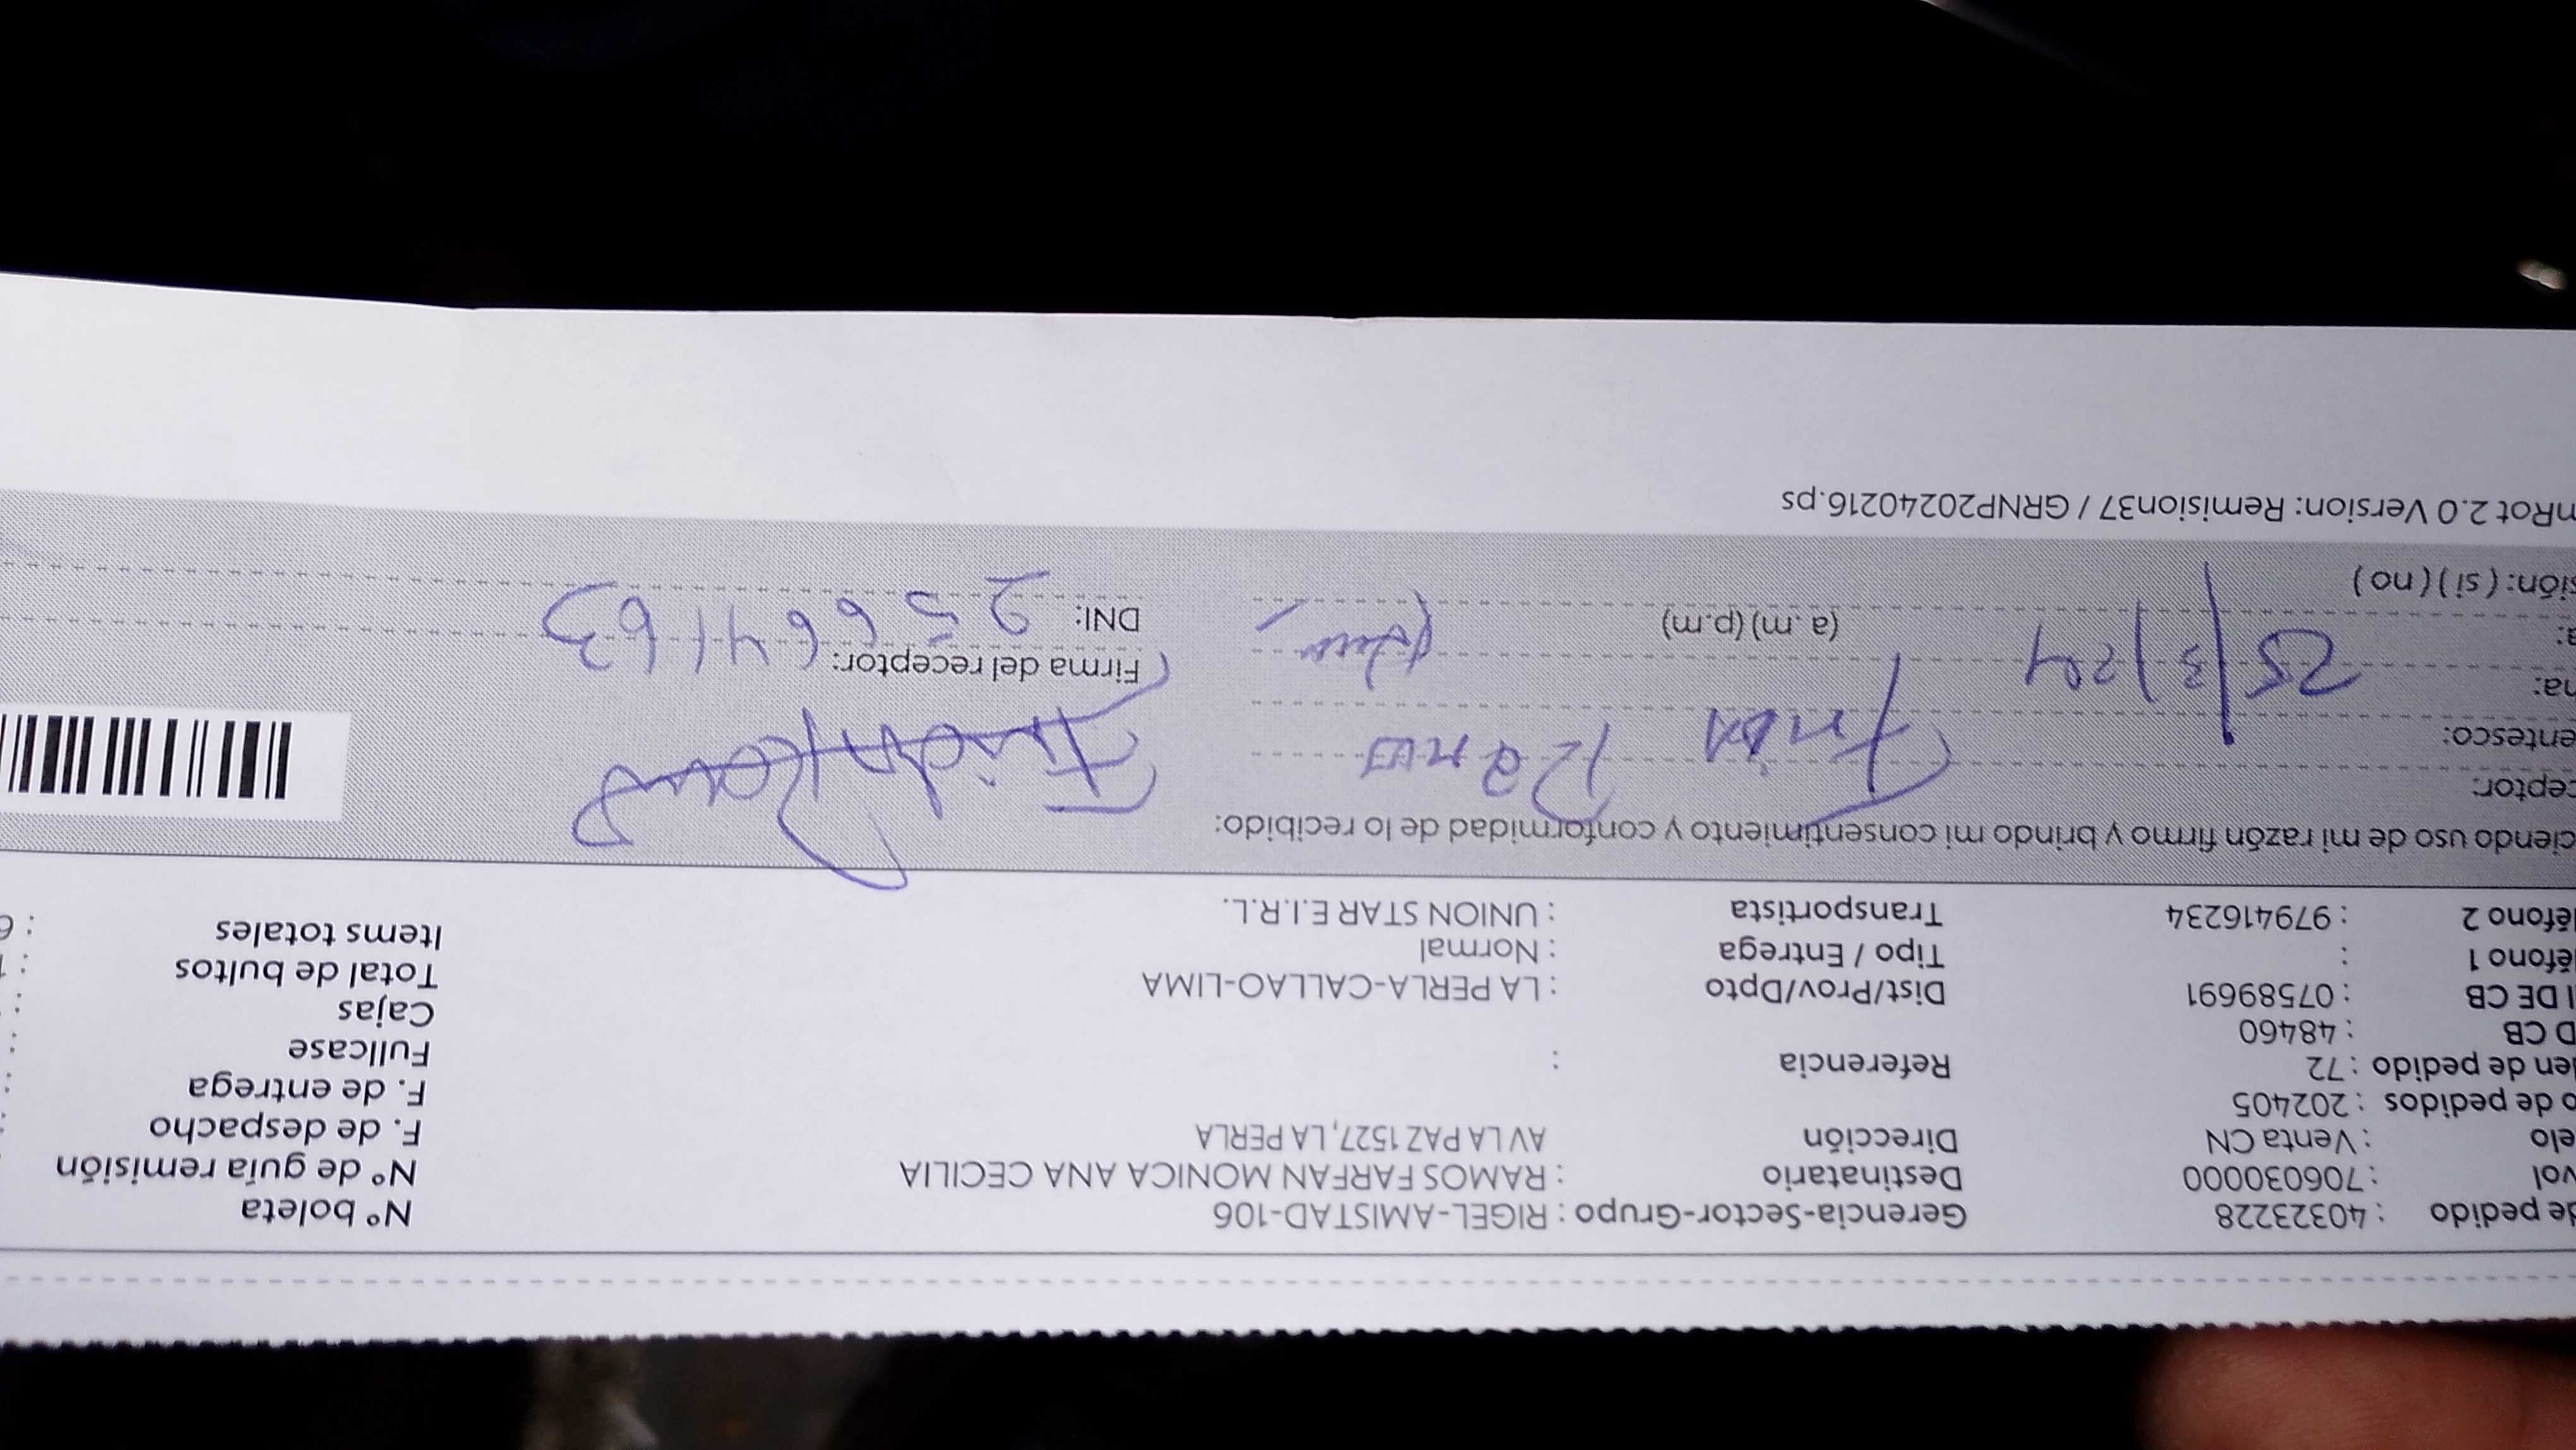 de pedido : 40323228 Gerencia-Sector-Grupo : RIGEL-AMISTAD-106 N° boleta
vol : 706030000 Destinatario : RAMOS FARFAN MONICA ANA CECILIA N° de guía remisión
elo : Venta CN Dirección AV LA PAZ 1527, LA PERLA F. de despacho
o de pedidos : 202405 F. de entrega
den de pedido : 72 Referencia : Fullcase
D CB : 48460 Cajas
I DE CB : 07589691 Dist/Prov/Dpto : LA PERLA-CALLAO-LIMA Total de bultos :
léfono 1 : Tipo / Entrega : Normal Items totales : 6
léfono 2 : 979416234 Transportista : UNION STAR E.I.R.L.
ciendo uso de mi razón firmo y brindo mi consentimiento y conformidad de lo recibido:
ceptor: Frida Ramos
entesco:
na: 25/3/24 Firma del receptor:
a: (a.m) (p.m) DNI: 25664163
sión: ( si ) ( no )
nRot 2.0 Version: Remision37 / GRNP20240216.ps